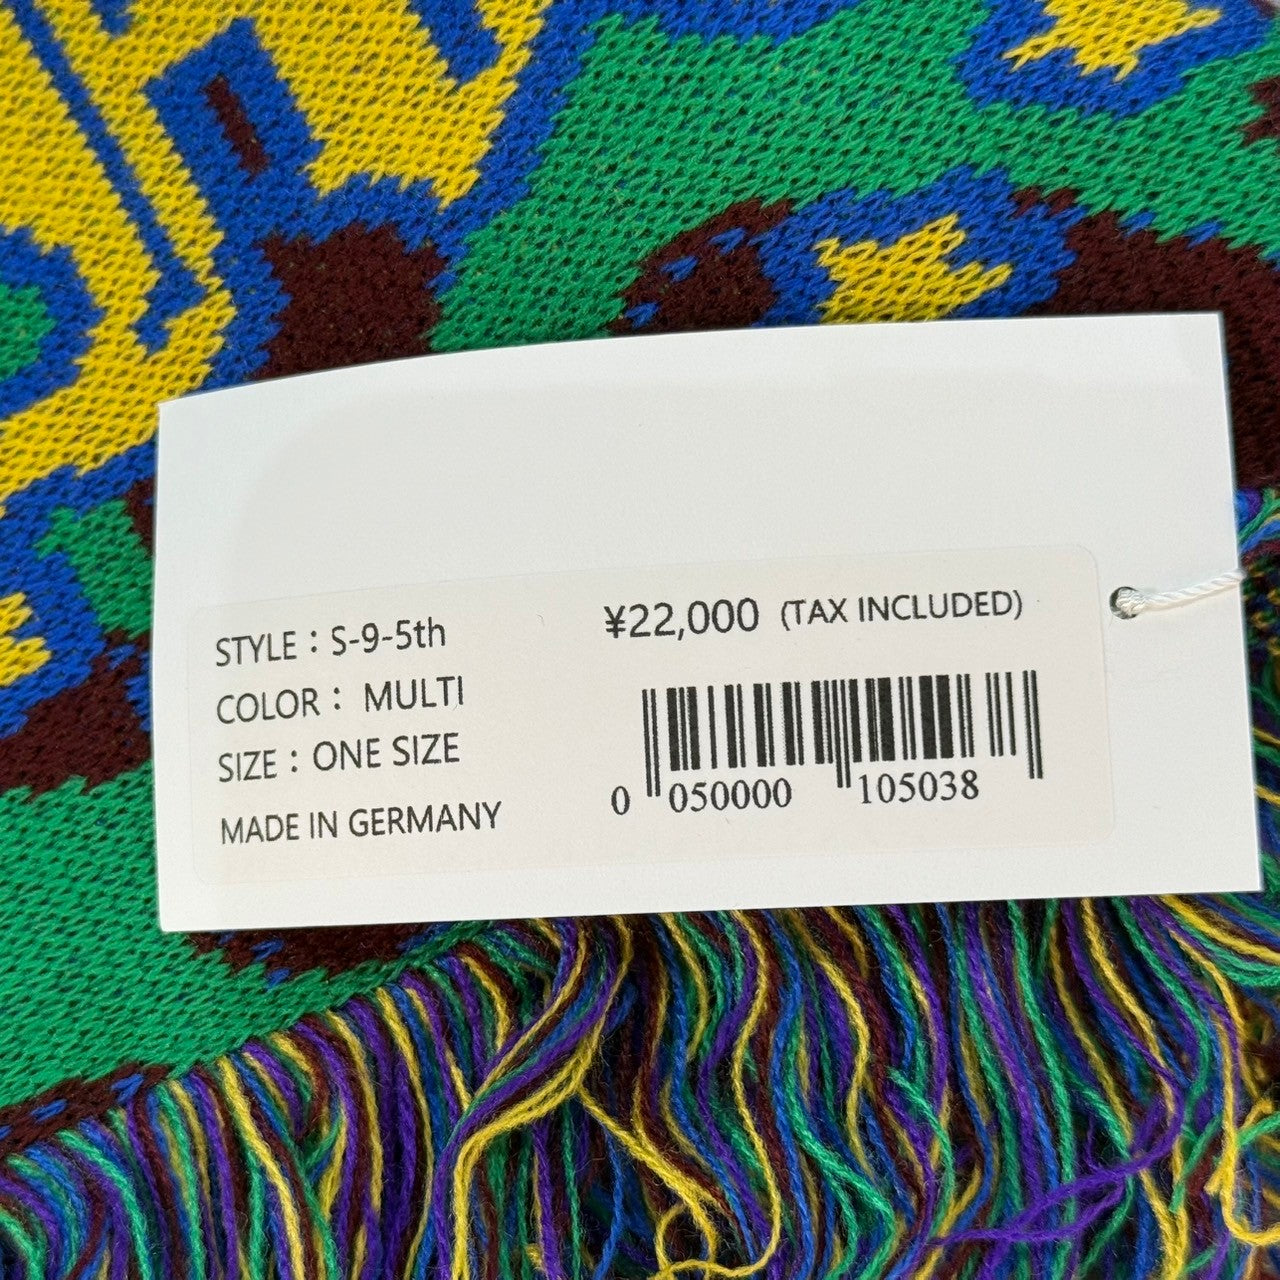 STYLE : S-9-5th
COLOR : MULTI
SIZE : ONE SIZE
MADE IN GERMANY
¥22,000 (TAX INCLUDED)
0 050000 105038